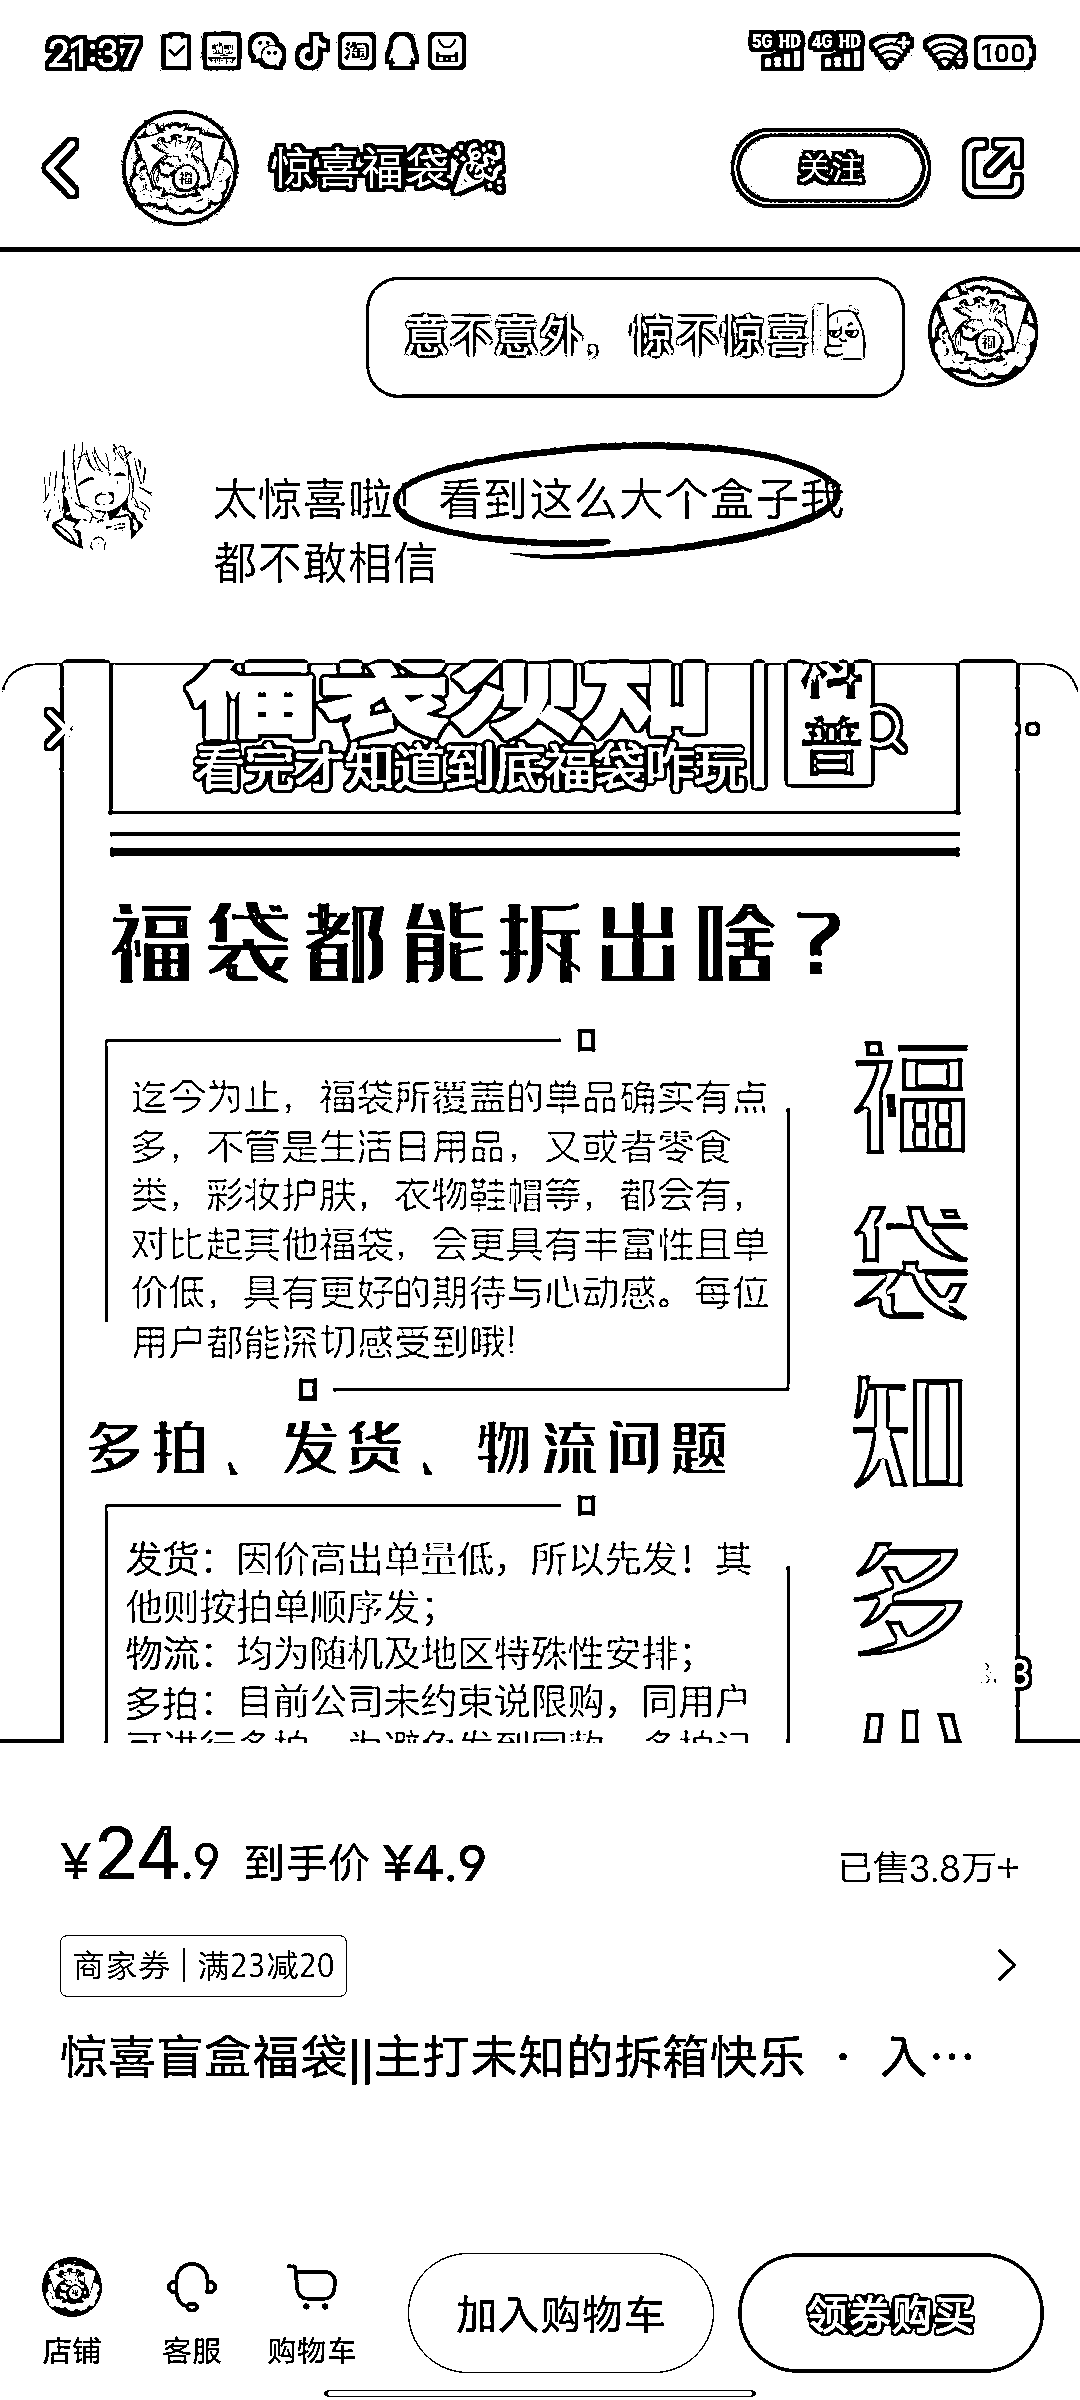 21:37
淘
5G HD 4G HD 100
惊喜福袋
关注
意不意外，惊不惊喜
太惊喜啦！看到这么大个盒子我
都不敢相信
福袋须知
科普
看完才知道到底福袋咋玩
福袋都能拆出啥？
迄今为止，福袋所覆盖的单品确实有点
多，不管是生活日用品，又或者零食
类，彩妆护肤，衣物鞋帽等，都会有，
对比起其他福袋，会更具有丰富性且单
价低，具有更好的期待与心动感。每位
用户都能深切感受到哦！
福袋知多
多拍、发货、物流问题
发货：因价高出单量低，所以先发！其
他则按拍单顺序发；
物流：均为随机及地区特殊性安排；
多拍：目前公司未约束说限购，同用户
¥24.9 到手价 ¥4.9
已售3.8万+
商家券 | 满23减20
惊喜盲盒福袋||主打未知的拆箱快乐 · 入…
店铺
客服
购物车
加入购物车
领券购买